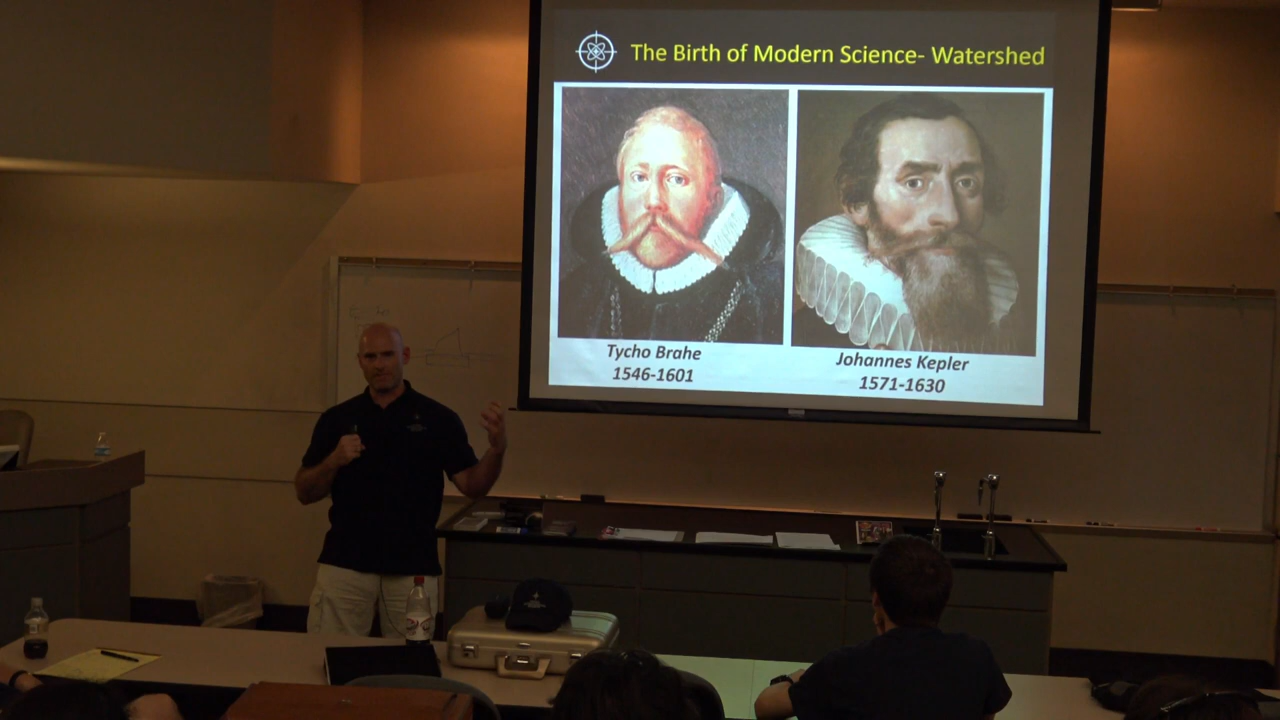 The Birth of Modern Science- Watershed
Tycho Brahe
1546-1601
Johannes Kepler
1571-1630